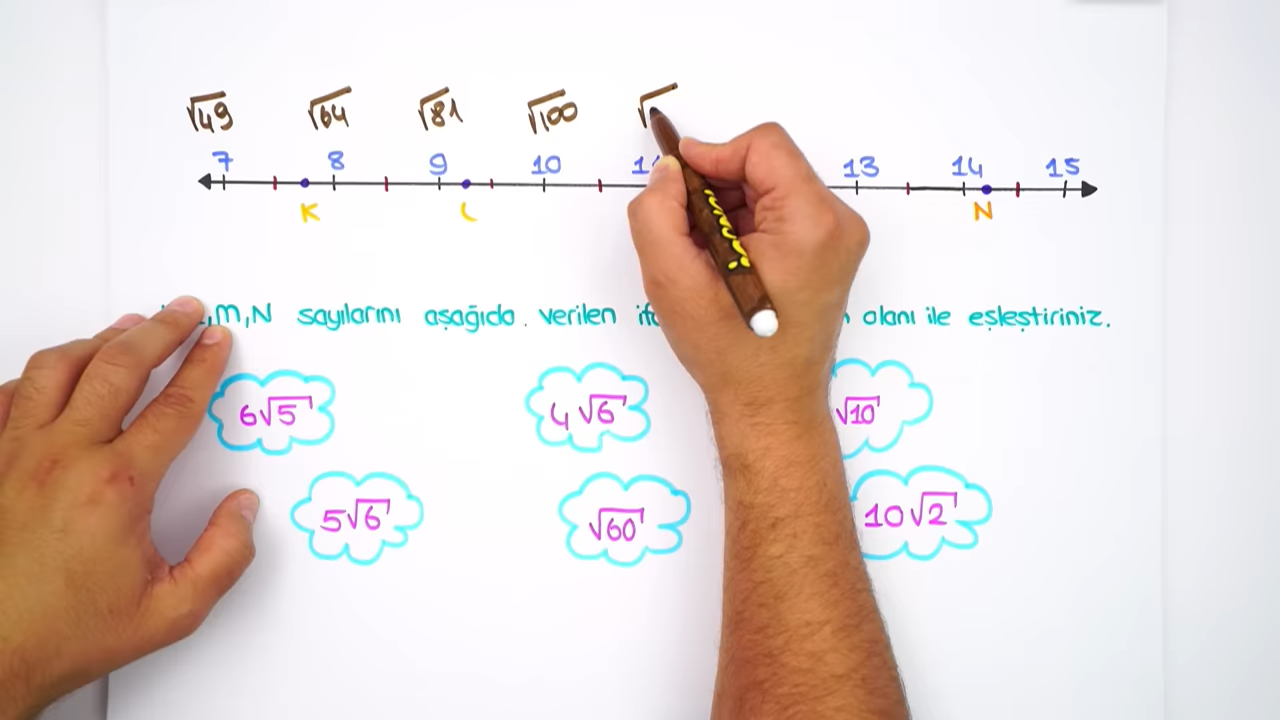 √49 √64 √81 √100 √
7 8 9 10 13 14 15
K L N
M,N sayılarını aşağıda. verilen olanı ile eşleştiriniz.
6√5 4√6 √10
5√6 √60 10√2